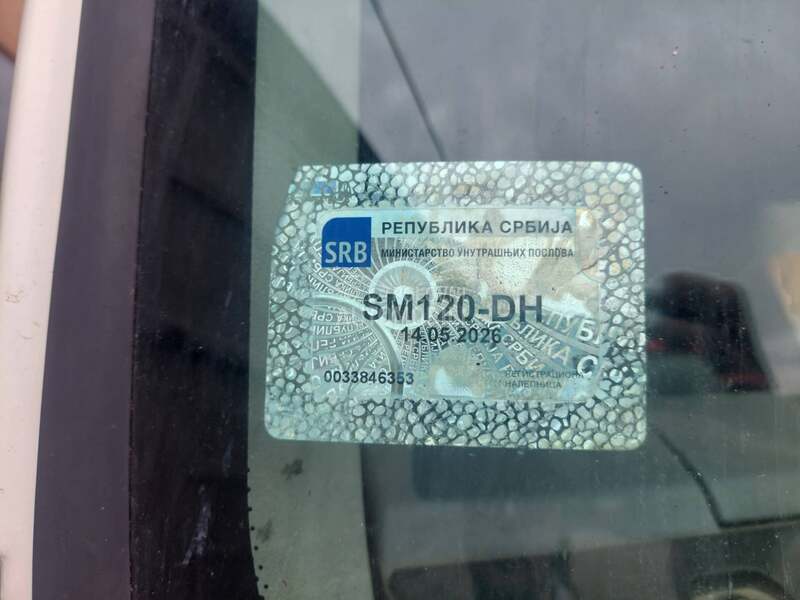 РЕПУБЛИКА СРБИЈА
SRB
МИНИСТАРСТВО УНУТРАШЊИХ ПОСЛОВА
SM120-DH
14.05.2026
0033846353
РЕГИСТРАЦИОНА
НАЛЕПНИЦА